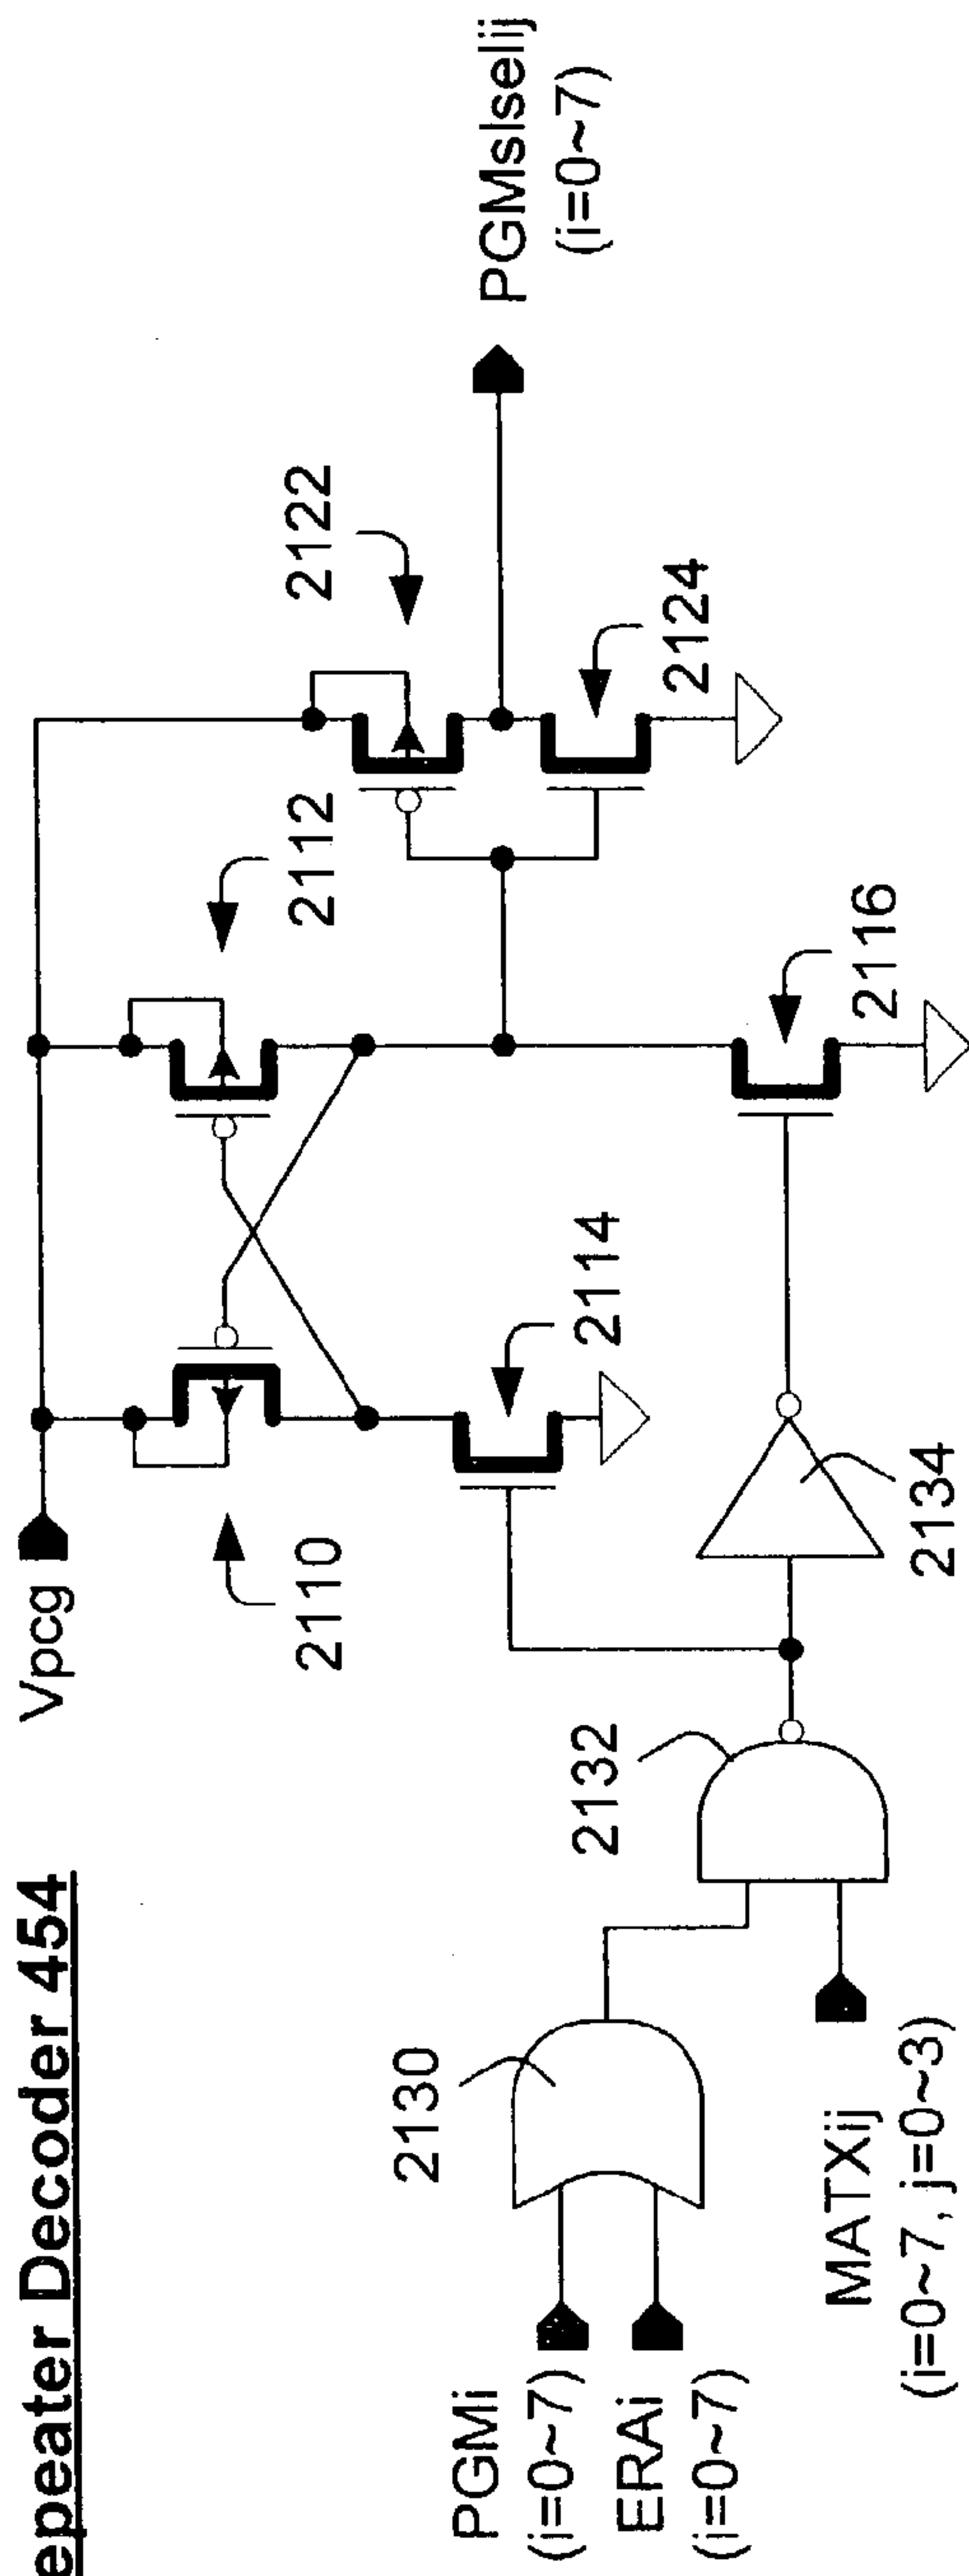 epeater Decoder 454
Vpcg
2110
2112
2122
PGMslselij
(i=0~7)
2124
2114
2116
2130
2132
2134
PGMi
(i=0~7)
ERAi
(i=0~7)
MATXij
(i=0~7, j=0~3)